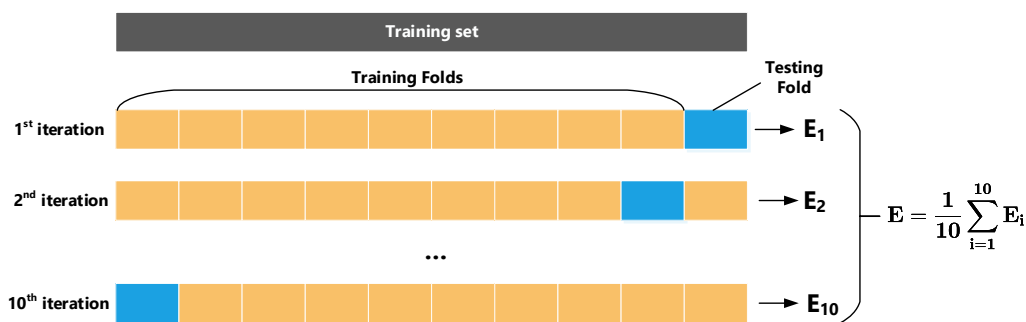 Training set
Training Folds
Testing
Fold
1st iteration
E1
2nd iteration
E2
E = 1/10 ∑i=1^10 Ei
...
10th iteration
E10